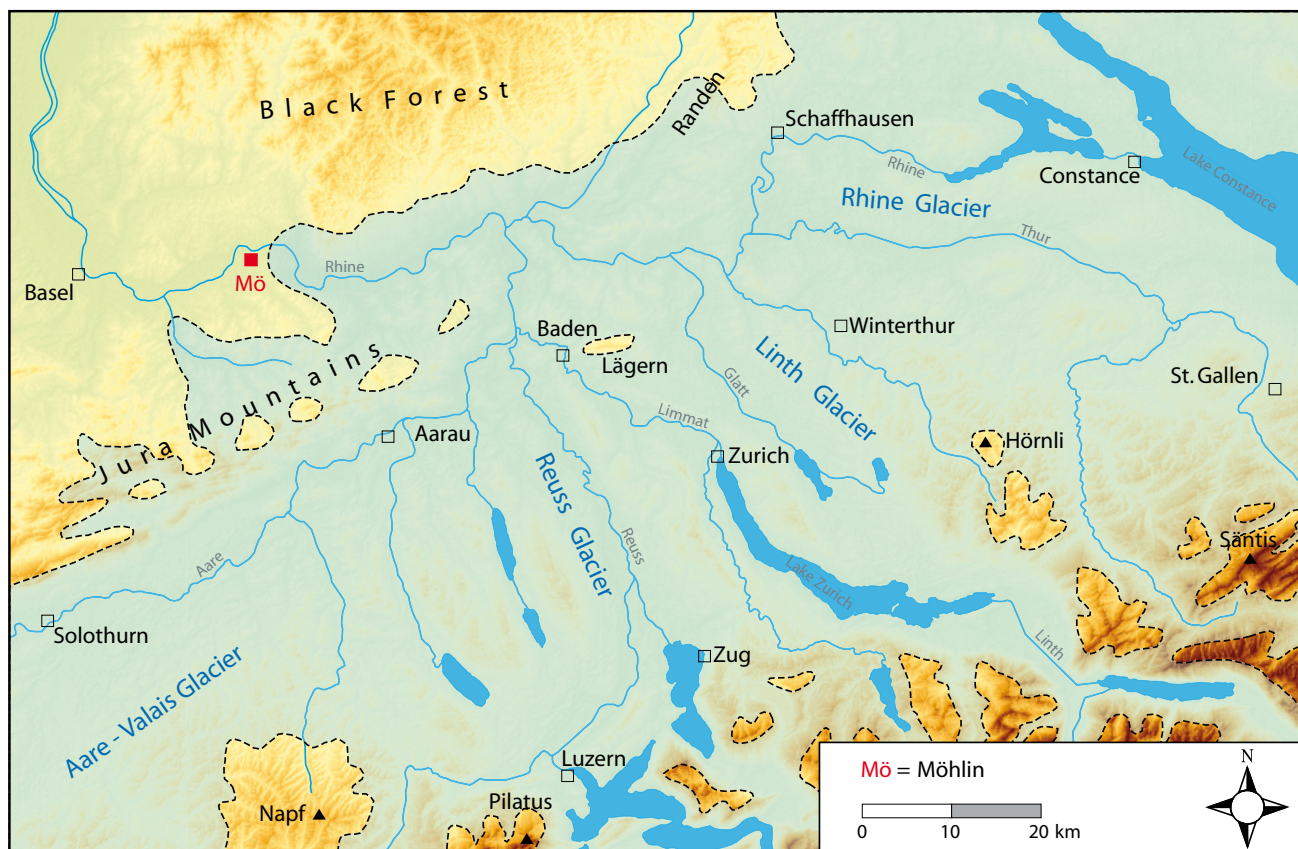 Black Forest
Randen
Schaffhausen
Rhine
Constance
Lake Constance
Rhine Glacier
Thur
Rhine
Mö
Basel
Baden
Lägern
Winterthur
Linth Glacier
Glatt
St. Gallen
Jura Mountains
Limmat
Aarau
Zurich
Hörnli
Reuss Glacier
Reuss
Säntis
Aare
Lake Zurich
Solothurn
Linth
Zug
Aare - Valais Glacier
Luzern
Napf
Pilatus
Mö = Möhlin
N
0 10 20 km